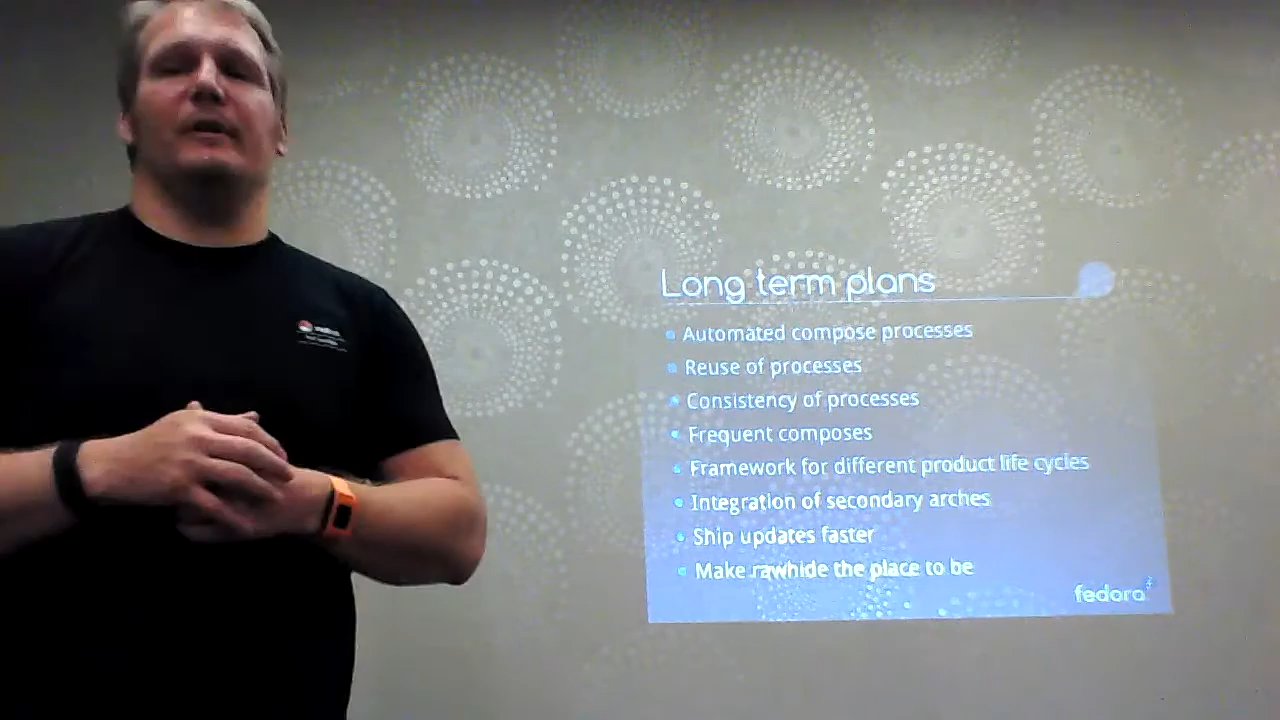 Long term plans
Automated compose processes
Reuse of processes
Consistency of processes
Frequent composes
Framework for different product life cycles
Integration of secondary arches
Ship updates faster
Make rawhide the place to be
fedora